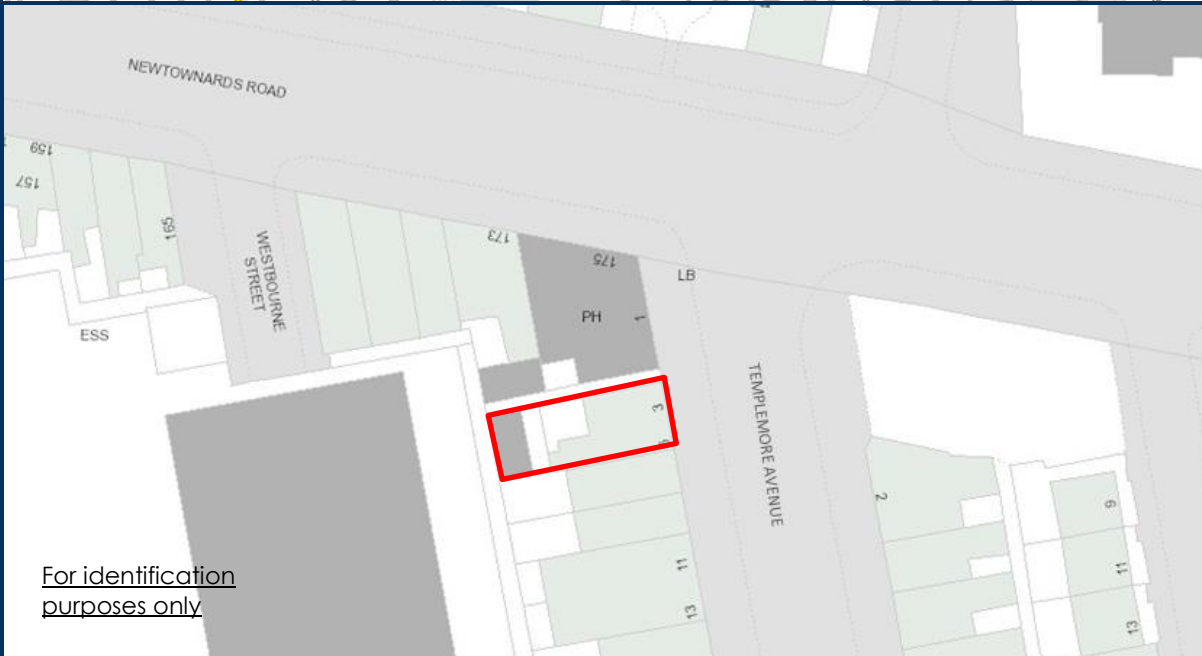 NEWTOWNARDS ROAD
159
157
165
WESTBOURNE
STREET
173
175
LB
PH
1
ESS
3
TEMPLEMORE AVENUE
2
9
11
11
13
13
For identification
purposes only